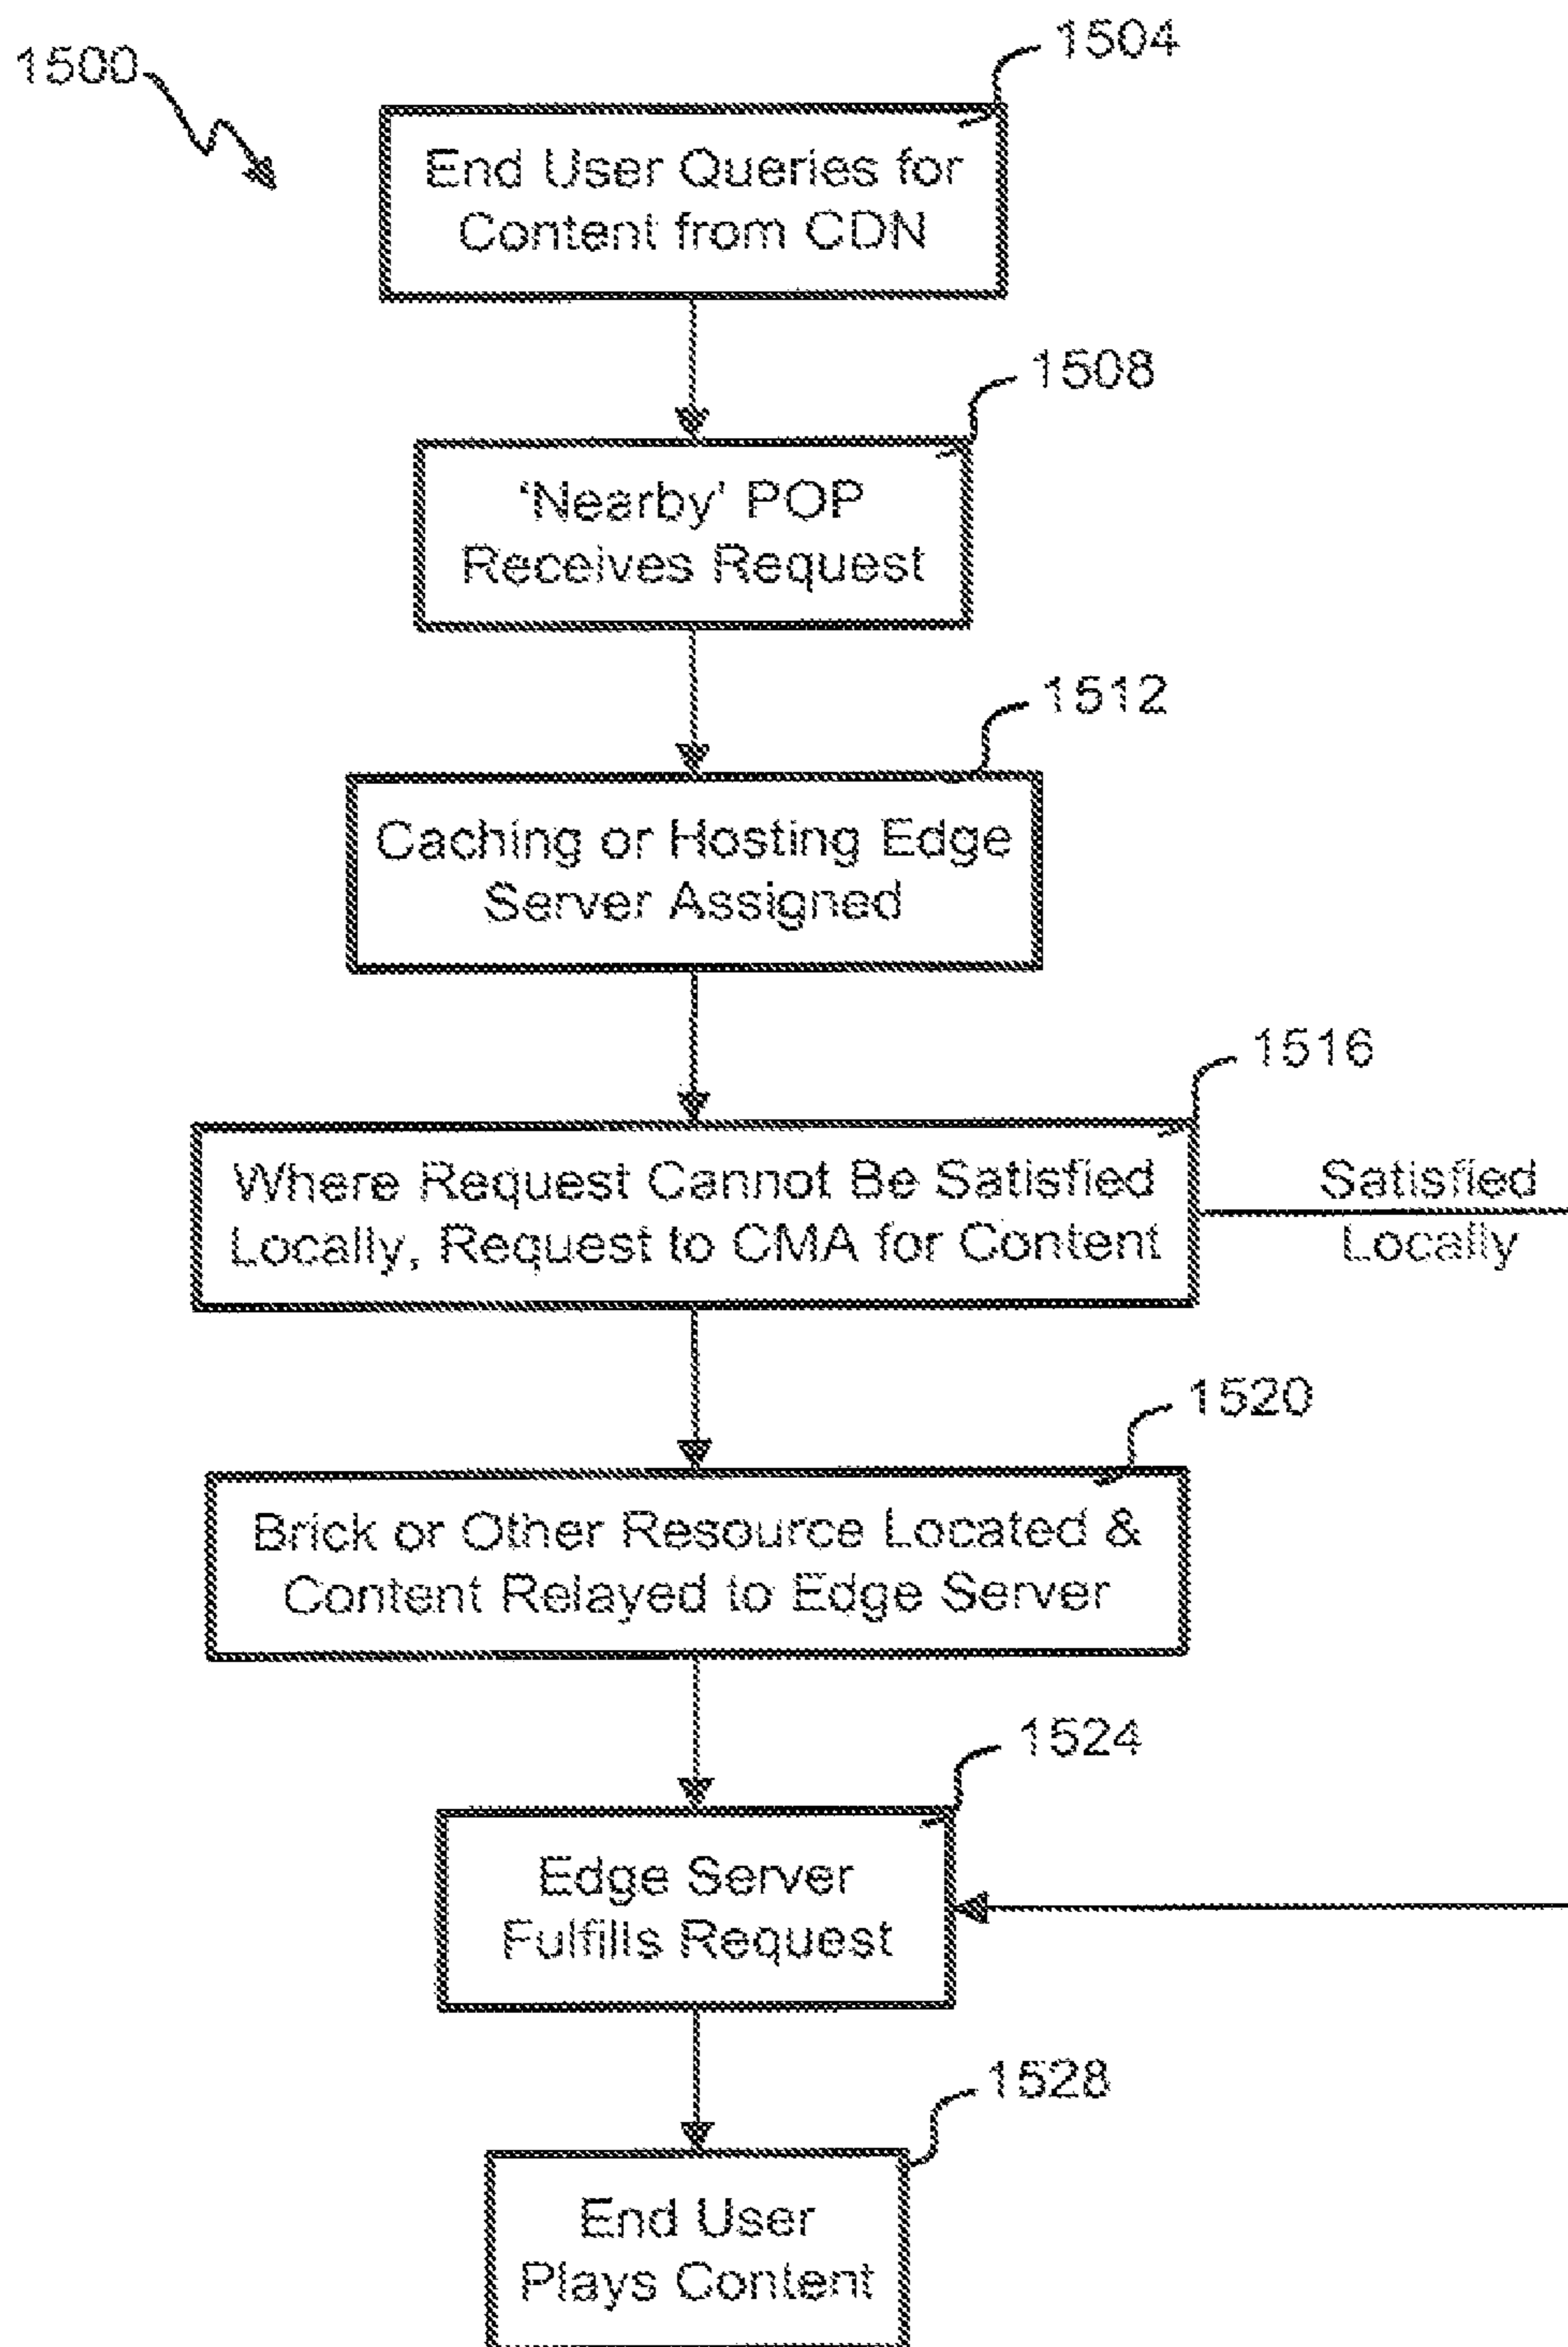 1500
1504
End User Queries for
Content from CDN
1508
'Nearby' POP
Receives Request
1512
Caching or Hosting Edge
Server Assigned
1516
Where Request Cannot Be Satisfied
Locally, Request to CMA for Content
Satisfied
Locally
1520
Brick or Other Resource Located &
Content Relayed to Edge Server
1524
Edge Server
Fulfills Request
1528
End User
Plays Content